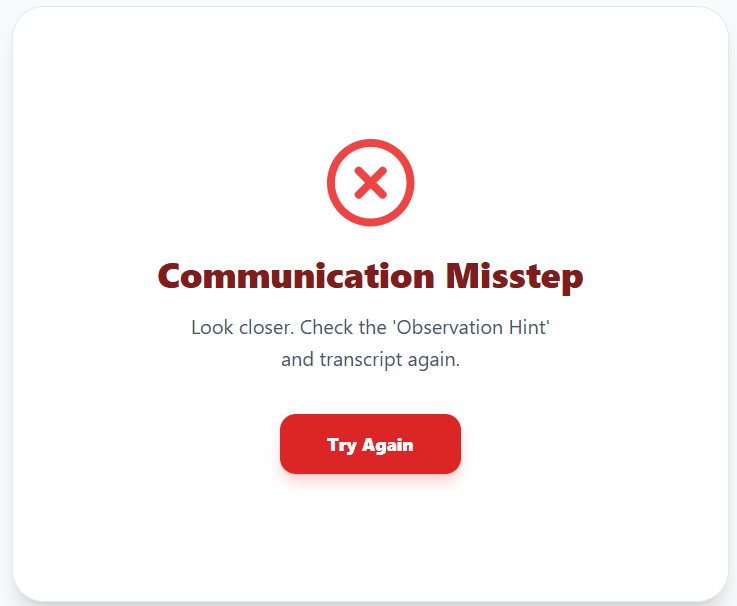 Communication Misstep
Look closer. Check the 'Observation Hint'
and transcript again.
Try Again